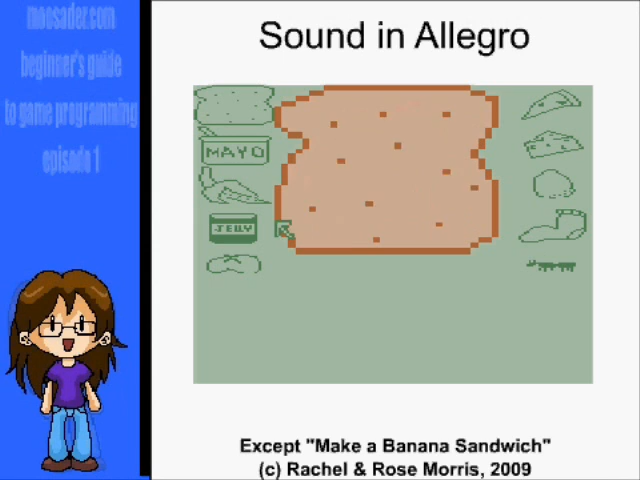 moosader.com
beginner's guide
to game programming
episode 1
Sound in Allegro
MAYO
JELLY
Except "Make a Banana Sandwich"
(c) Rachel & Rose Morris, 2009